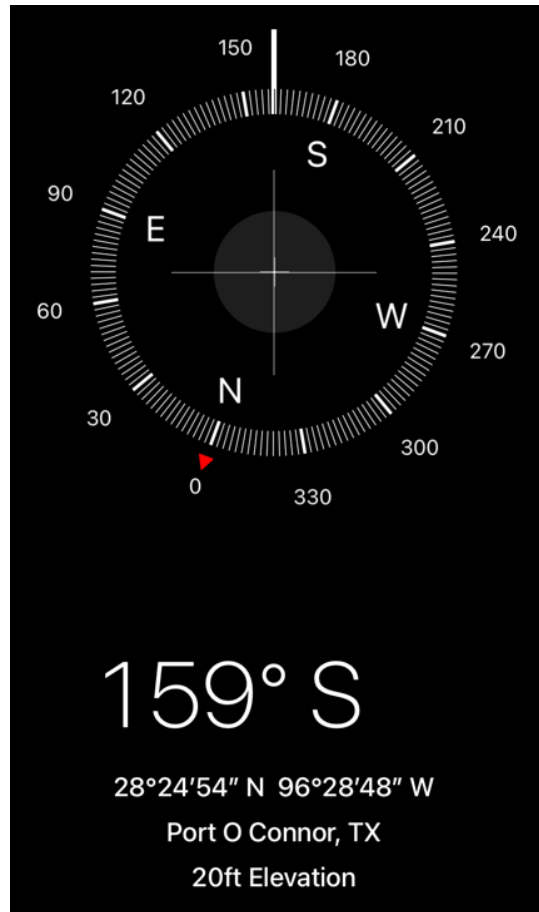 150
180
120
210
S
90
E
240
60
W
270
N
30
300
0
330
159° S
28°24’54” N 96°28’48” W
Port O Connor, TX
20ft Elevation